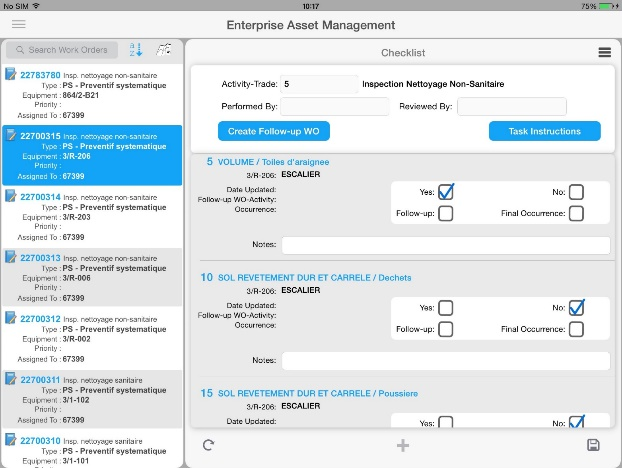 No SIM 10:17 75%
Enterprise Asset Management
Search Work Orders
Checklist
22783780 Insp. nettoyage non-sanitaire
Type : PS - Preventif systematique
Equipment : 864/2-B21
Priority :
Assigned To : 67399
22700315 Insp. nettoyage non-sanitaire
Type : PS - Preventif systematique
Equipment : 3/R-206
Priority :
Assigned To : 67399
22700314 Insp. nettoyage non-sanitaire
Type : PS - Preventif systematique
Equipment : 3/R-203
Priority :
Assigned To : 67399
22700313 Insp. nettoyage non-sanitaire
Type : PS - Preventif systematique
Equipment : 3/R-006
Priority :
Assigned To : 67399
22700312 Insp. nettoyage non-sanitaire
Type : PS - Preventif systematique
Equipment : 3/R-002
Priority :
Assigned To : 67399
22700311 Insp. nettoyage sanitaire
Type : PS - Preventif systematique
Equipment : 3/1-102
Priority :
Assigned To : 67399
22700310 Insp. nettoyage sanitaire
Type : PS - Preventif systematique
Equipment : 3/1-101
Activity-Trade: 5 Inspection Nettoyage Non-Sanitaire
Performed By: Reviewed By:
Create Follow-up WO Task Instructions
5 VOLUME / Toiles d'araignee
3/R-206: ESCALIER
Date Updated:
Follow-up WO-Activity:
Occurrence:
Yes: No:
Follow-up: Final Occurrence:
Notes:
10 SOL REVETEMENT DUR ET CARRELE / Dechets
3/R-206: ESCALIER
Date Updated:
Follow-up WO-Activity:
Occurrence:
Yes: No:
Follow-up: Final Occurrence:
Notes:
15 SOL REVETEMENT DUR ET CARRELE / Poussiere
3/R-206: ESCALIER
Date Updated:
Yes: No: